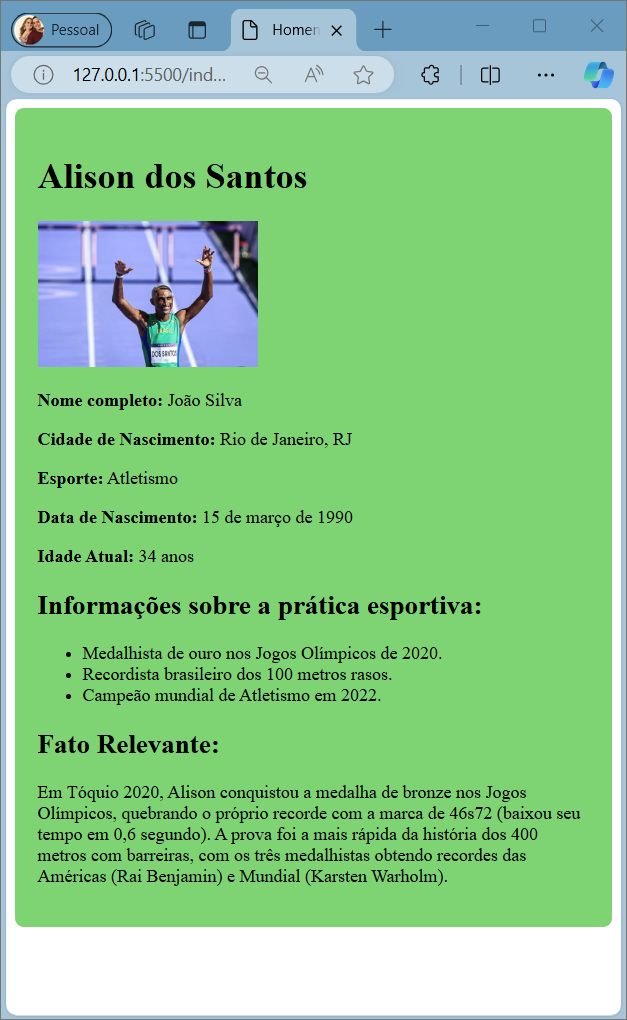 Pessoal
Homen
127.0.0.1:5500/ind...
Alison dos Santos
DOS SANTOS
Nome completo: João Silva
Cidade de Nascimento: Rio de Janeiro, RJ
Esporte: Atletismo
Data de Nascimento: 15 de março de 1990
Idade Atual: 34 anos
Informações sobre a prática esportiva:
• Medalhista de ouro nos Jogos Olímpicos de 2020.
• Recordista brasileiro dos 100 metros rasos.
• Campeão mundial de Atletismo em 2022.
Fato Relevante:
Em Tóquio 2020, Alison conquistou a medalha de bronze nos Jogos
Olímpicos, quebrando o próprio recorde com a marca de 46s72 (baixou seu
tempo em 0,6 segundo). A prova foi a mais rápida da história dos 400
metros com barreiras, com os três medalhistas obtendo recordes das
Américas (Rai Benjamin) e Mundial (Karsten Warholm).